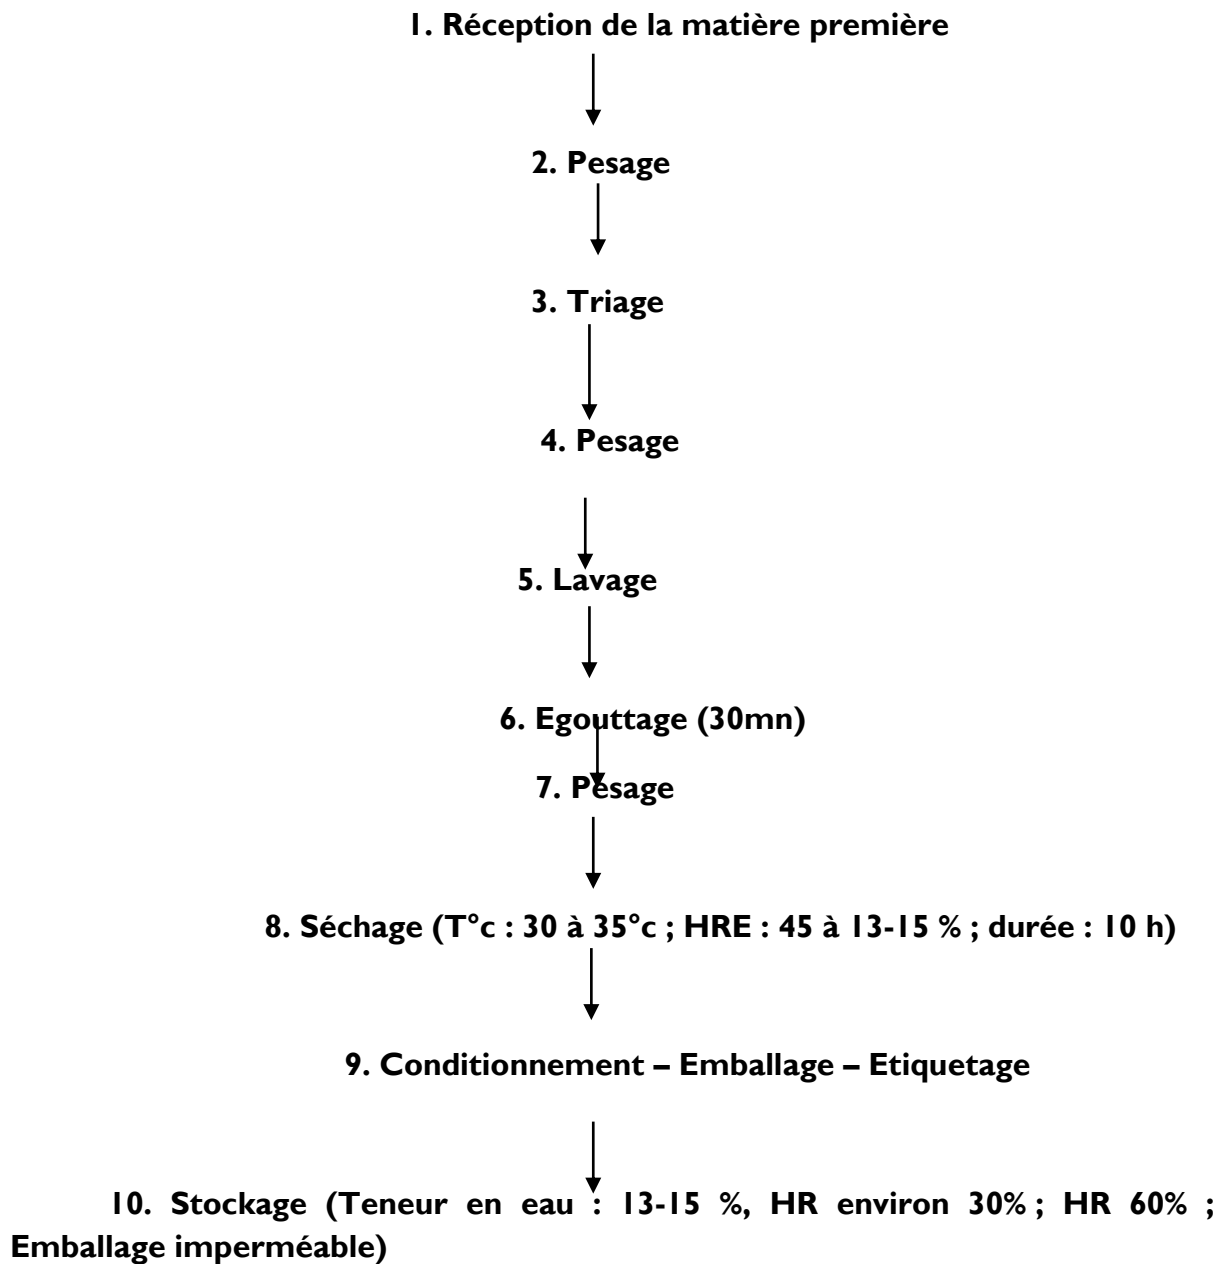 1. Réception de la matière première
2. Pesage
3. Triage
4. Pesage
5. Lavage
6. Egouttage (30mn)
7. Pesage
8. Séchage (T°c : 30 à 35°c ; HRE : 45 à 13-15 % ; durée : 10 h)
9. Conditionnement – Emballage – Etiquetage
10. Stockage (Teneur en eau : 13-15 %, HR environ 30% ; HR 60% ;
Emballage imperméable)